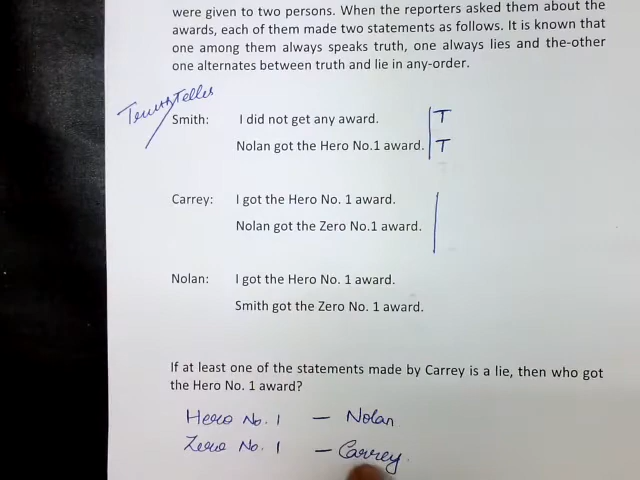 were given to two persons. When the reporters asked them about the
awards, each of them made two statements as follows. It is known that
one among them always speaks truth, one always lies and the-other
one alternates between truth and lie in any-order.
Smith: I did not get any award. T
Nolan got the Hero No.1 award. T
Carrey: I got the Hero No. 1 award.
Nolan got the Zero No.1 award.
Nolan: I got the Hero No. 1 award.
Smith got the Zero No. 1 award.
If at least one of the statements made by Carrey is a lie, then who got
the Hero No. 1 award?
Hero No. 1 — Nolan
Zero No. 1 — Carrey.